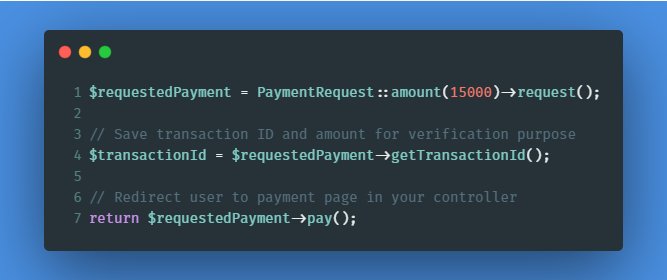 1 $requestedPayment = PaymentRequest::amount(15000)->request();
2
3 // Save transaction ID and amount for verification purpose
4 $transactionId = $requestedPayment->getTransactionId();
5
6 // Redirect user to payment page in your controller
7 return $requestedPayment->pay();